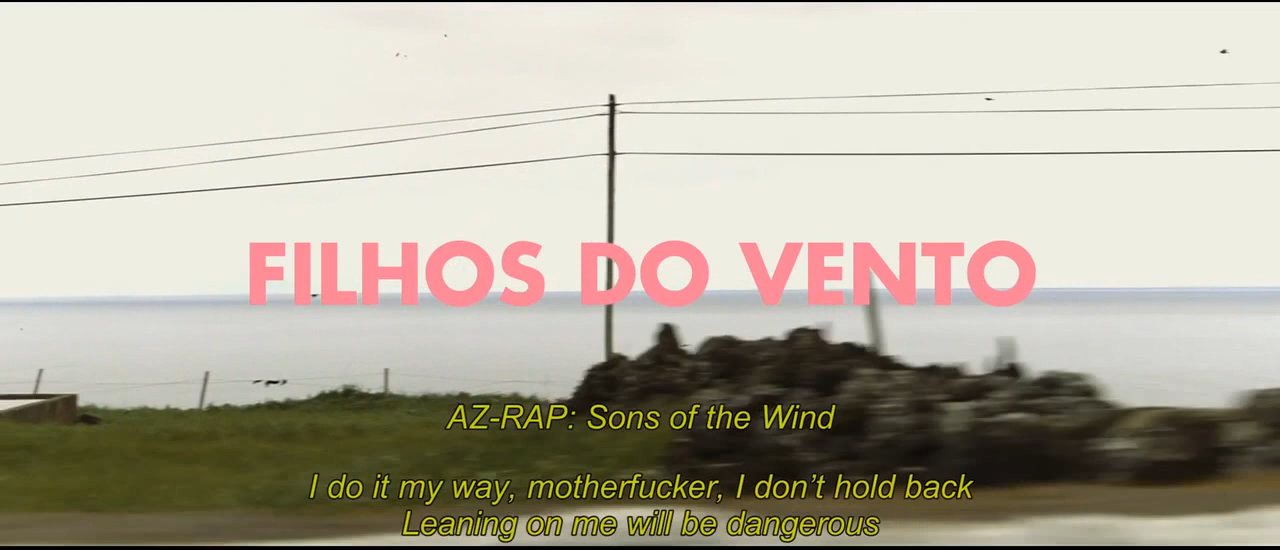 FILHOS DO VENTO
AZ-RAP: Sons of the Wind
I do it my way, motherfucker, I don't hold back
Leaning on me will be dangerous